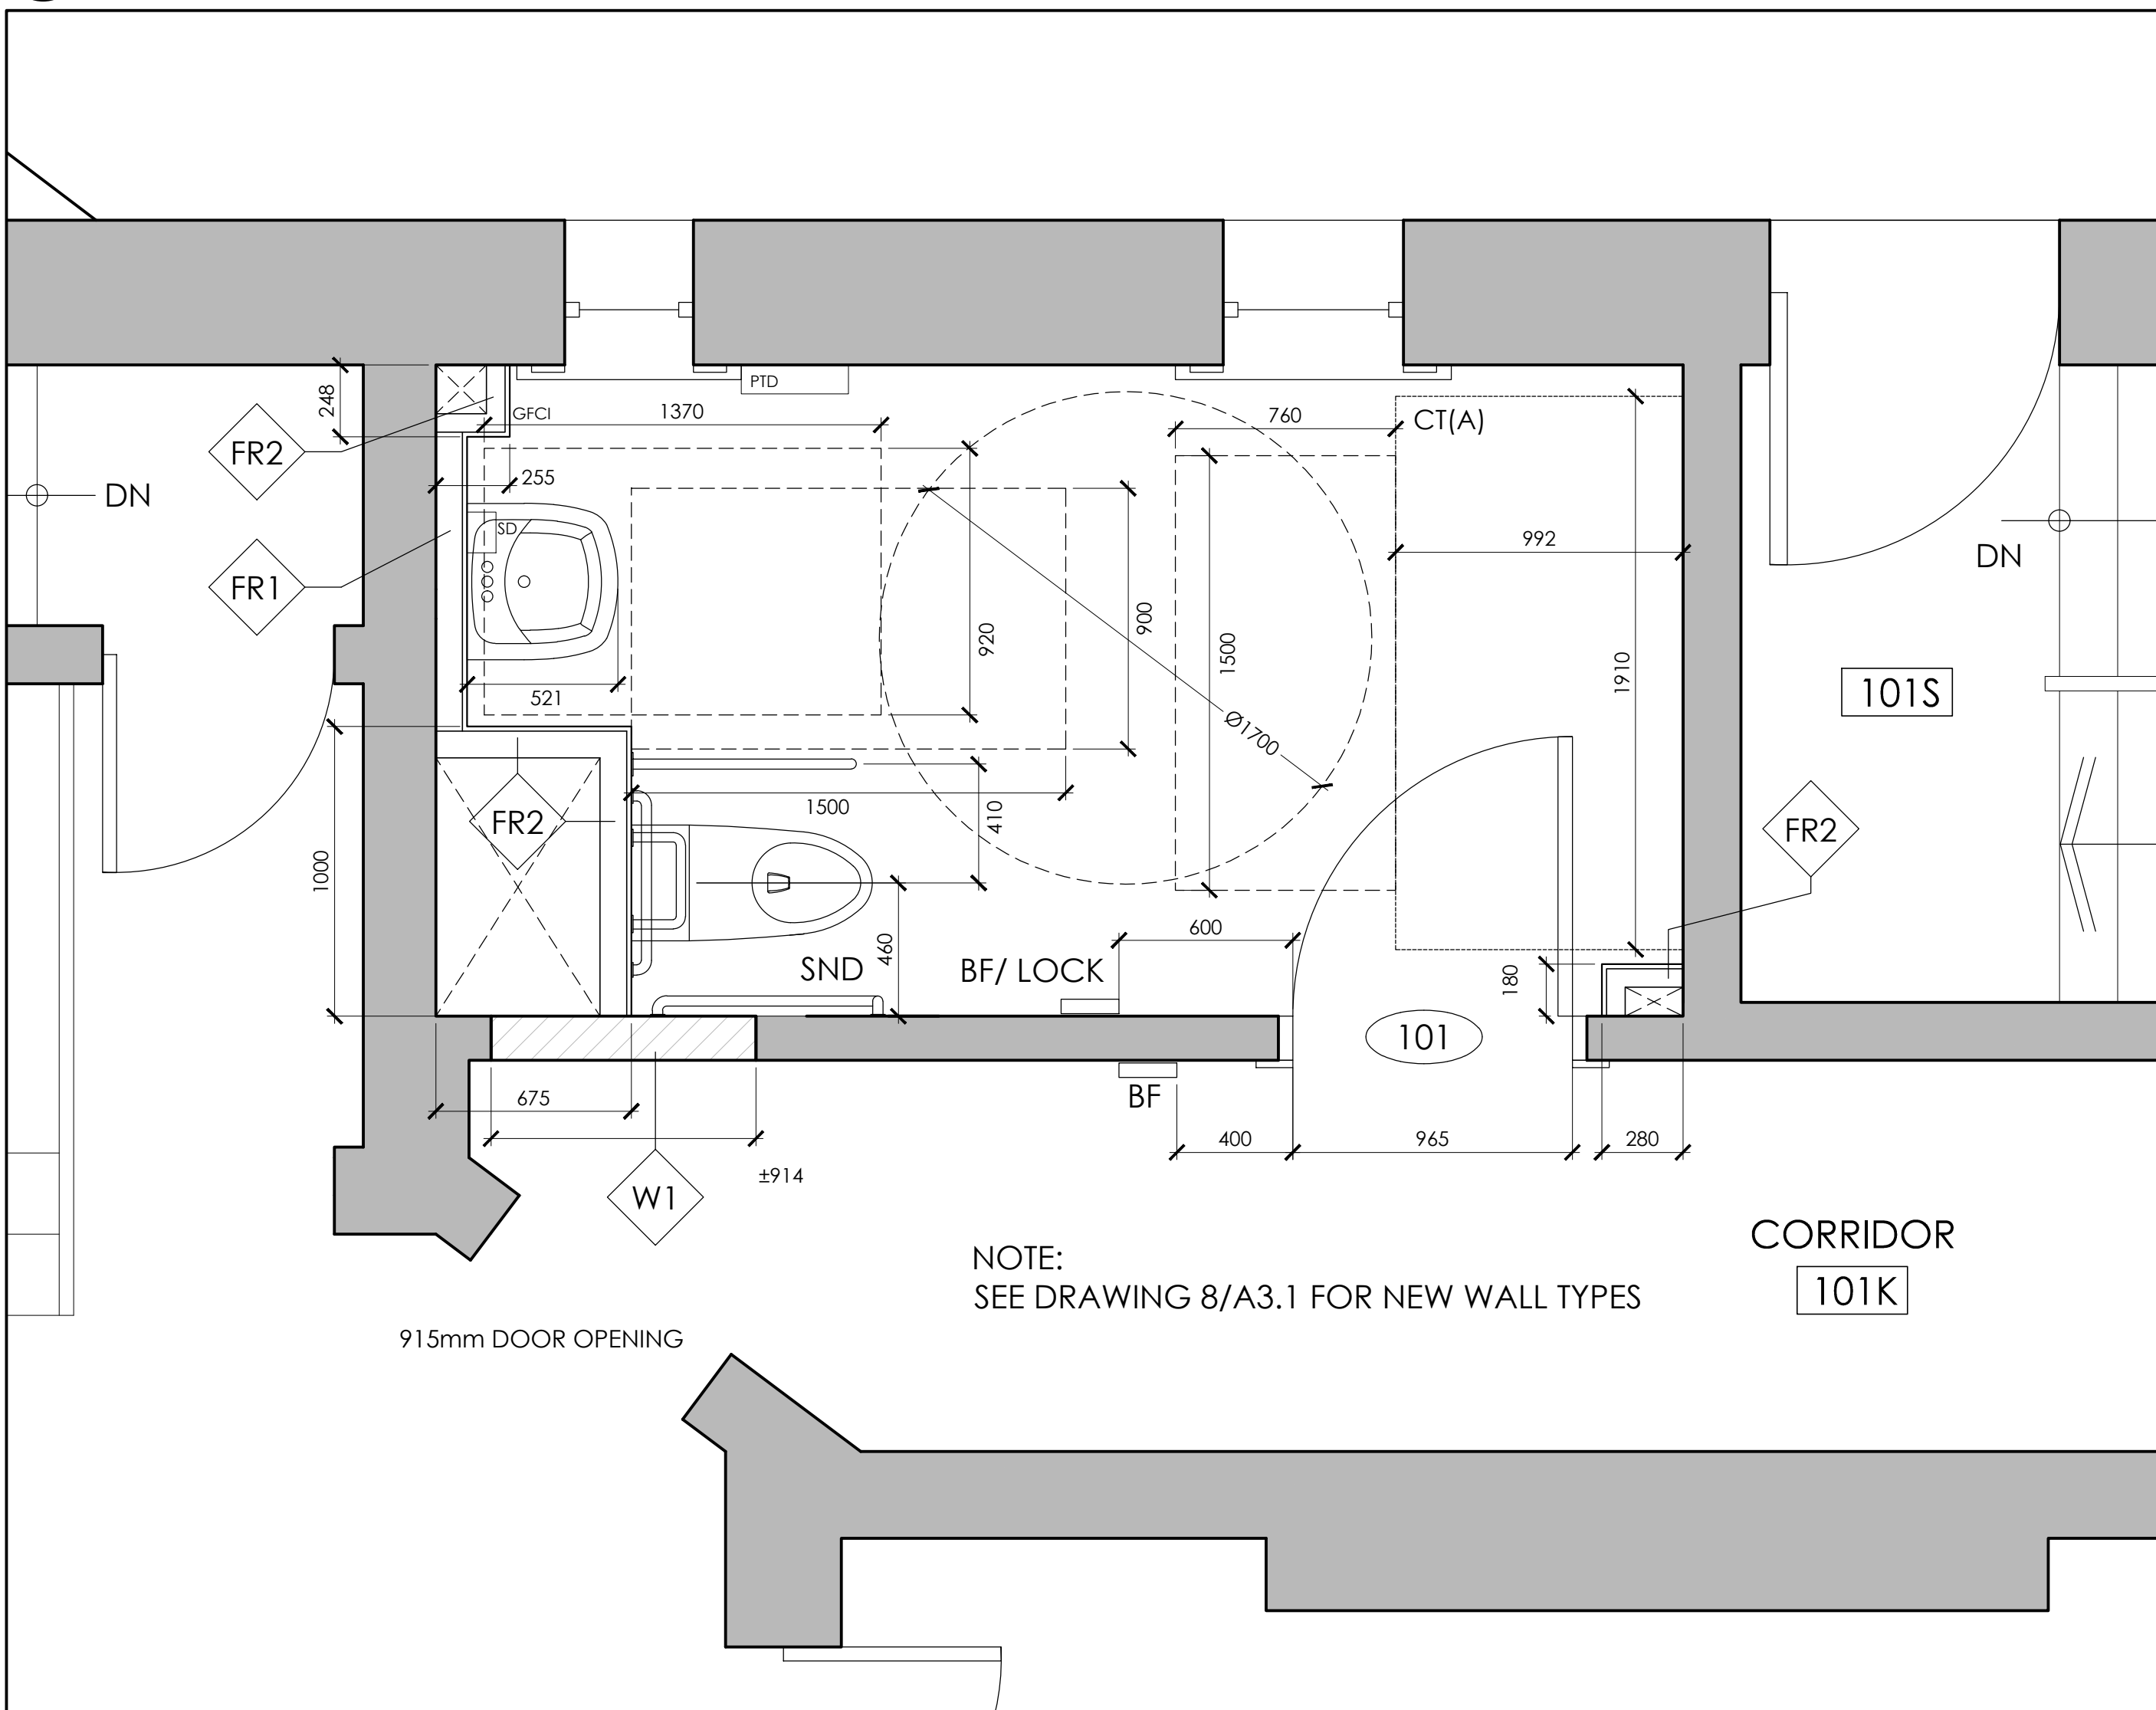 PTD
248
GFCI
1370
760
CT(A)
FR2
255
DN
SD
992
DN
FR1
900
920
1500
1910
521
101S
Ø1700
1500
410
FR2
FR2
1000
600
460
SND
BF/ LOCK
180
101
675
BF
400
965
280
±914
W1
CORRIDOR
NOTE:
SEE DRAWING 8/A3.1 FOR NEW WALL TYPES
101K
915mm DOOR OPENING